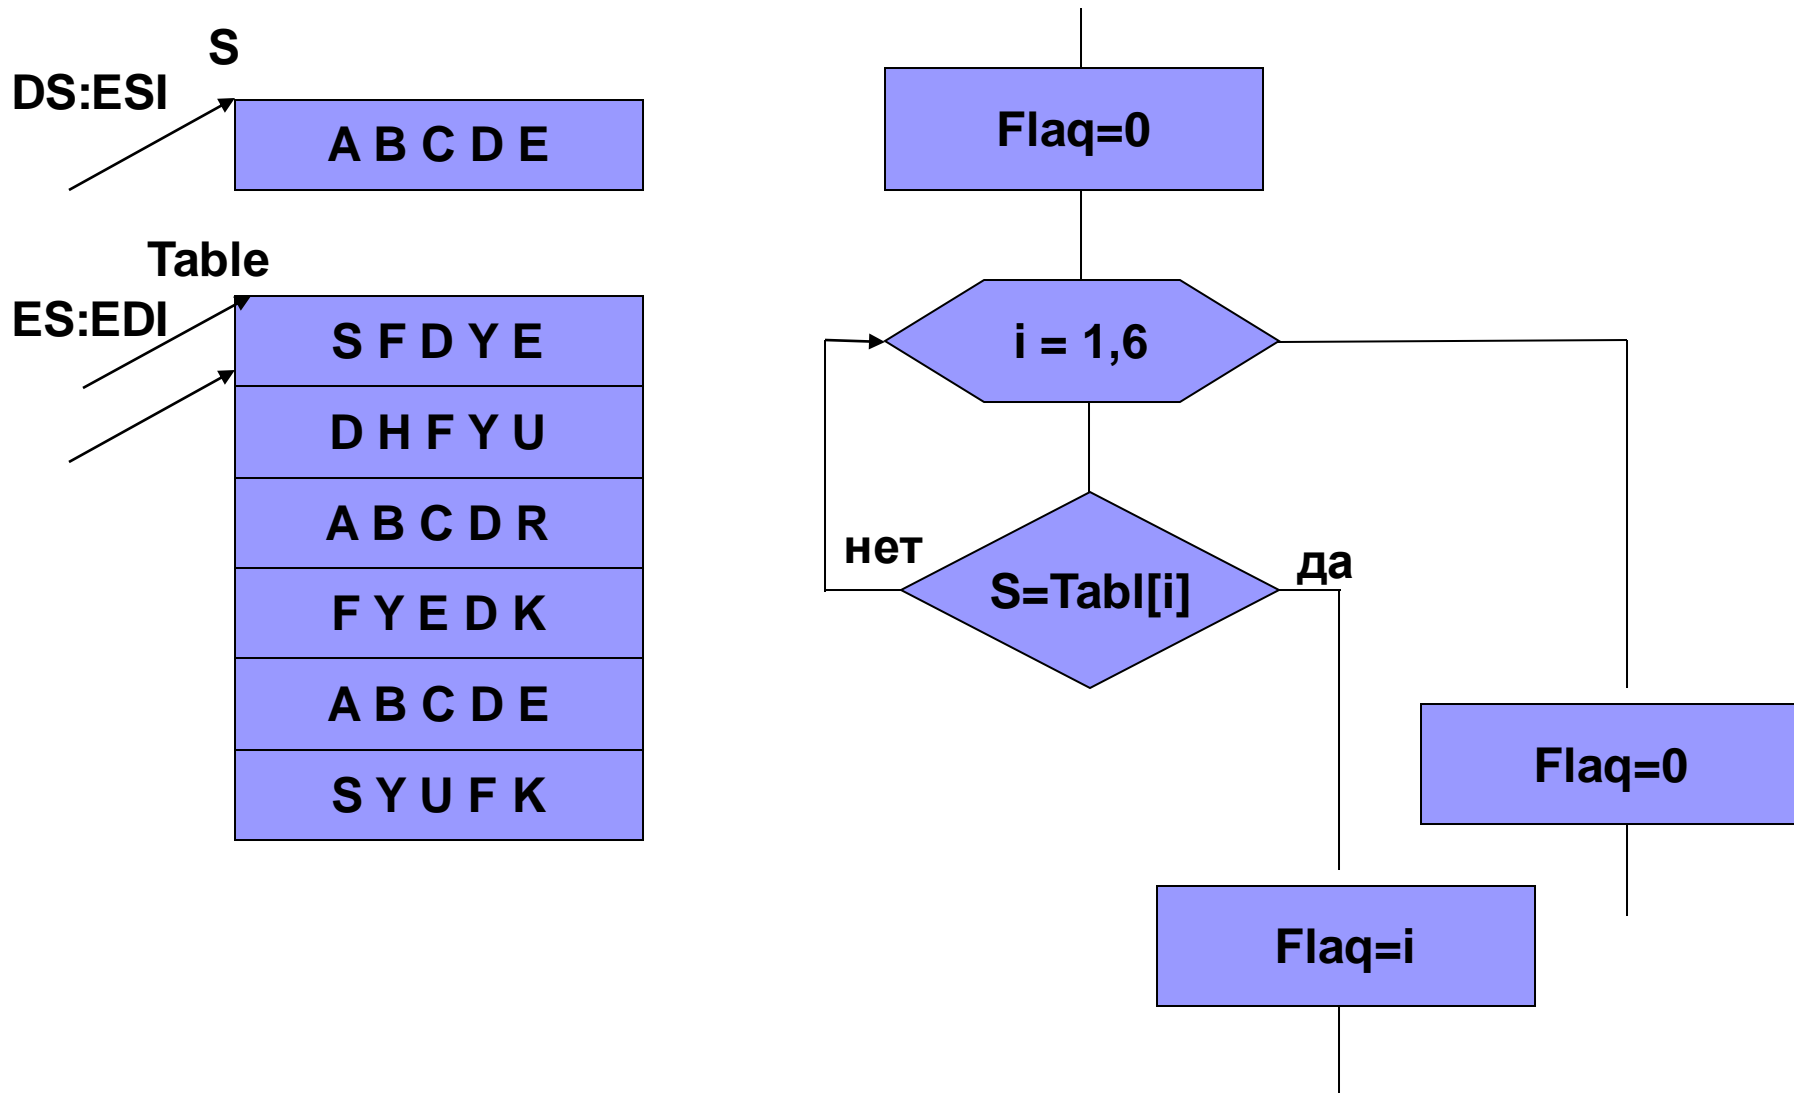 S
DS:ESI
A B C D E
Table
ES:EDI
S F D Y E
D H F Y U
A B C D R
F Y E D K
A B C D E
S Y U F K
Flaq=0
i = 1,6
нет
S=Tabl[i]
да
Flaq=0
Flaq=i